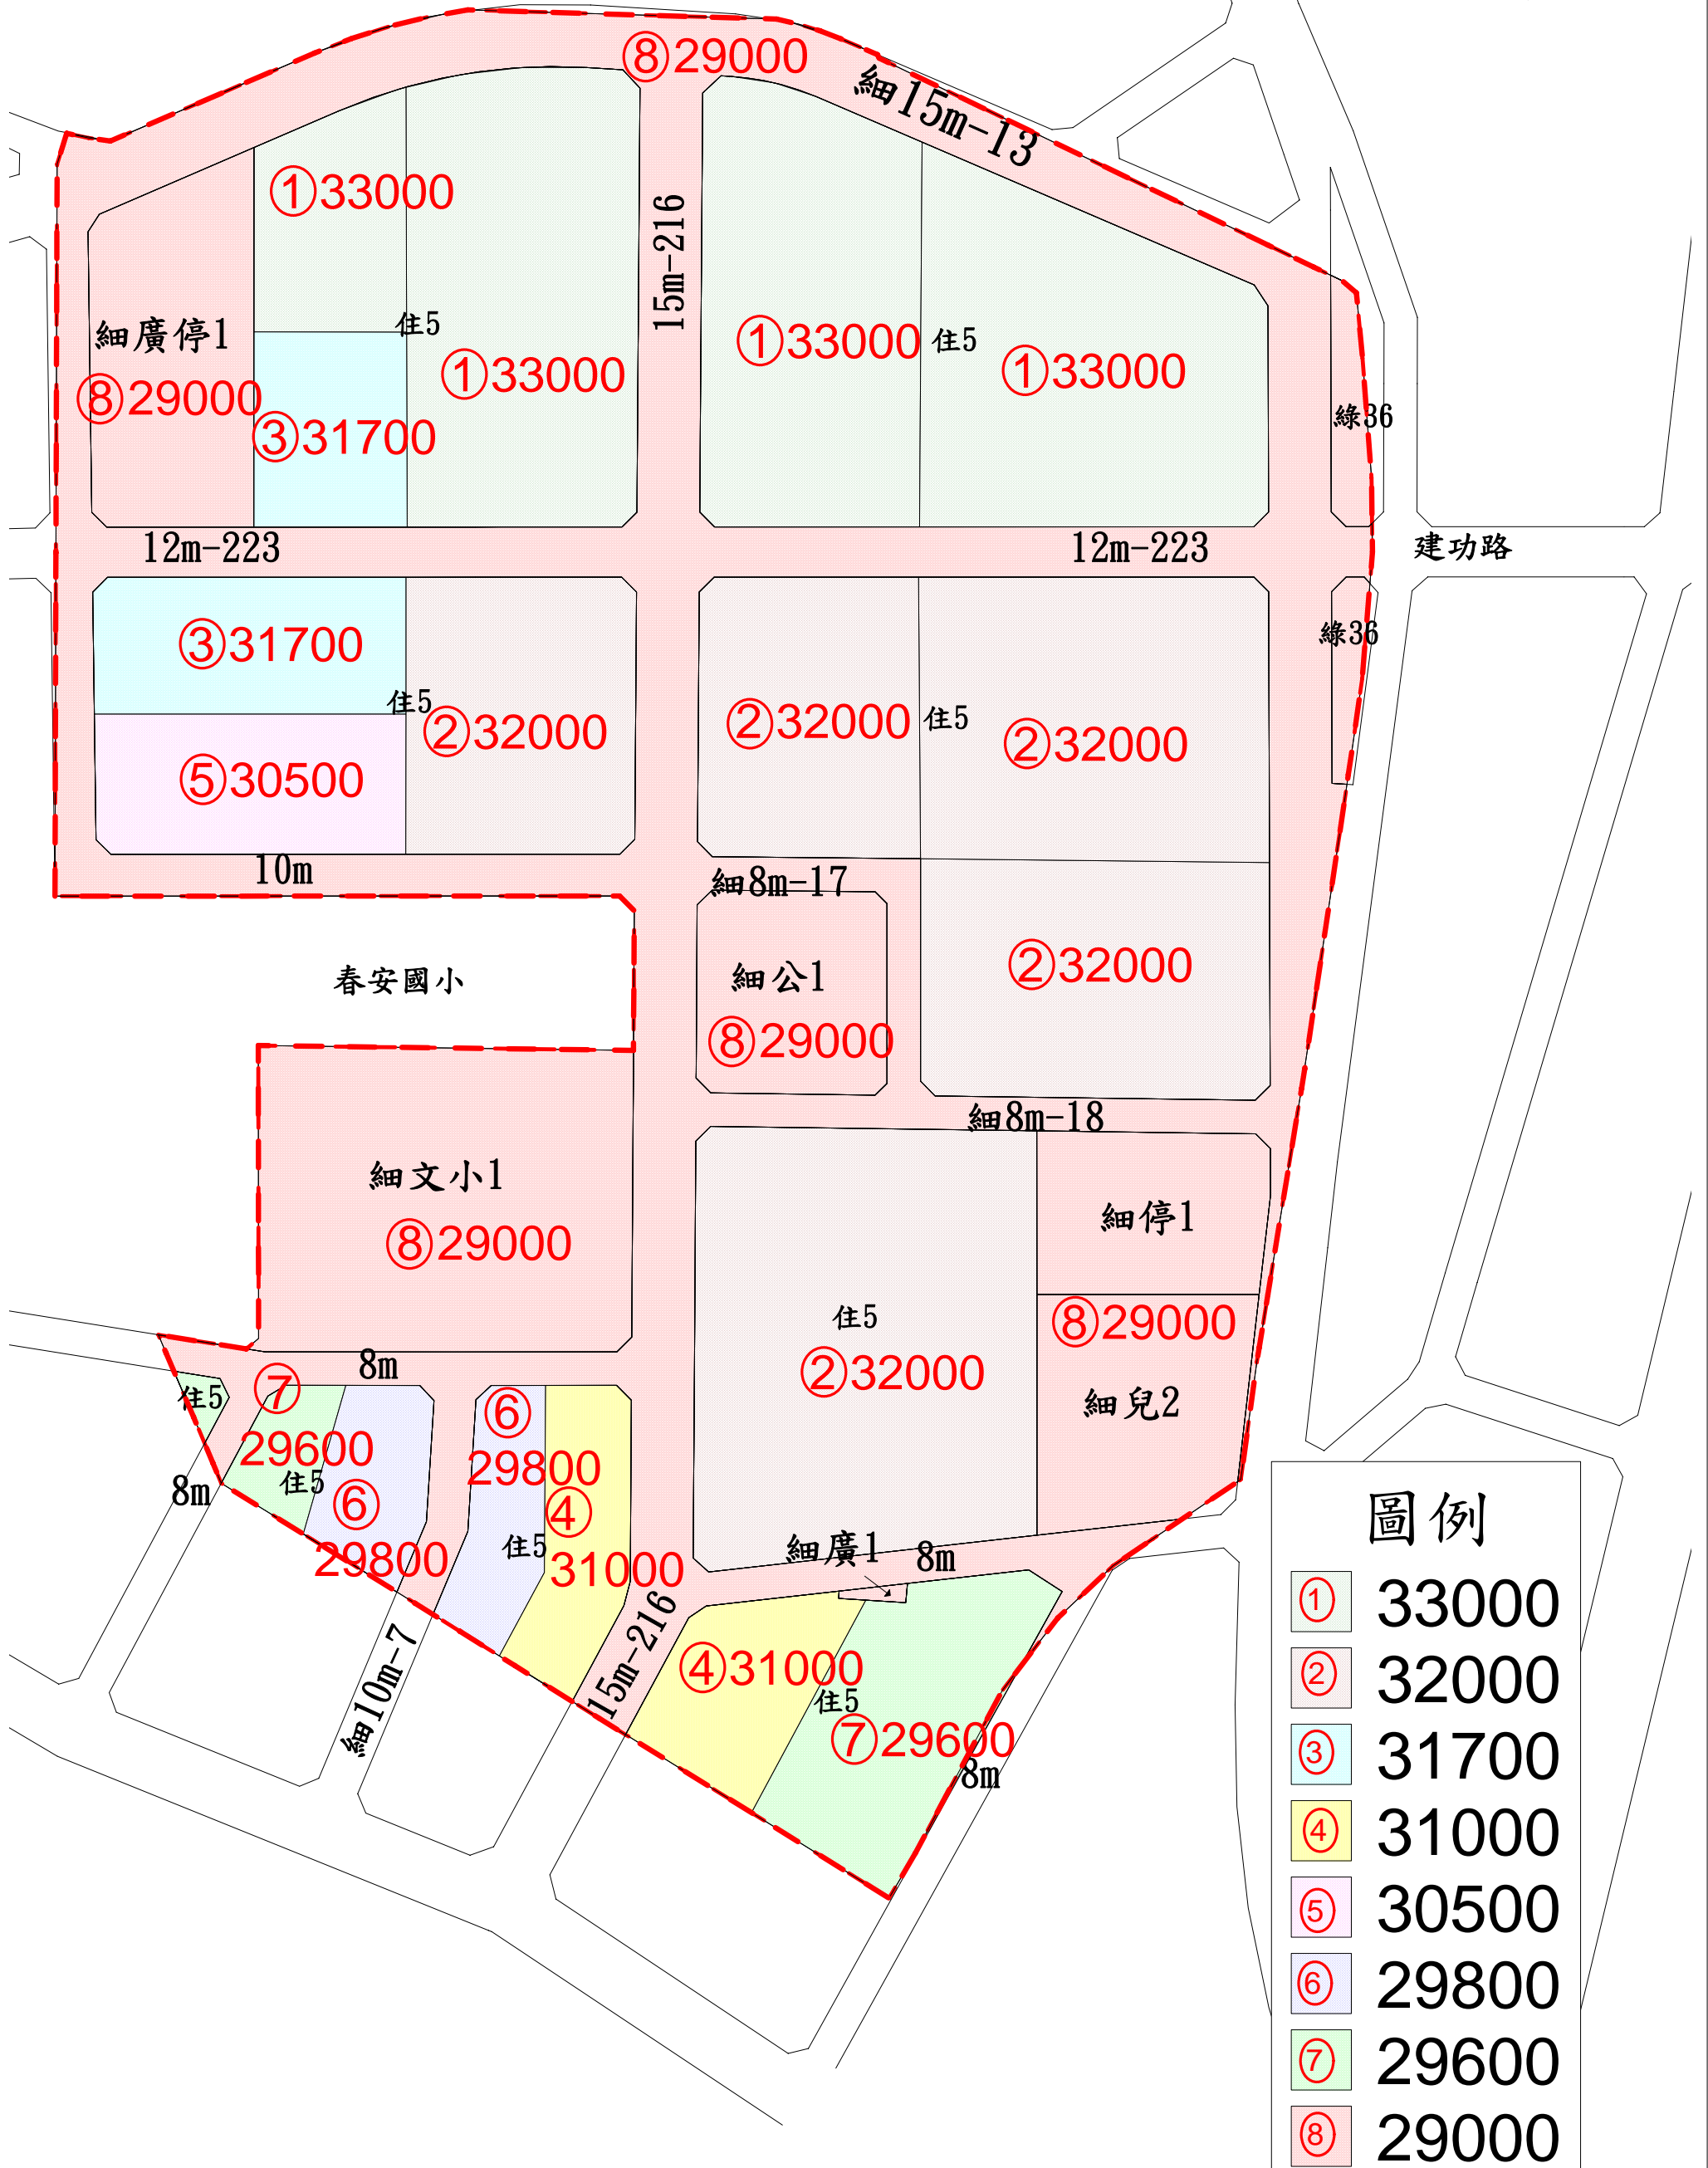 ⑧29000
細15m-13
①33000
15m-216
細廣停1
住5
①33000
①33000
住5
①33000
⑧29000
③31700
綠36
12m-223
12m-223
建功路
③31700
綠36
住5
②32000
②32000
住5
②32000
⑤30500
10m
細8m-17
春安國小
細公1
②32000
⑧29000
細8m-18
細文小1
細停1
⑧29000
住5
⑧29000
②32000
8m
住5
⑦
29600
⑥
29800
細兒2
住5
8m
⑥
29800
④
31000
住5
細廣1
8m
15m-216
細10m-7
④31000
住5
⑦29600
8m
圖例
① 33000
② 32000
③ 31700
④ 31000
⑤ 30500
⑥ 29800
⑦ 29600
⑧ 29000